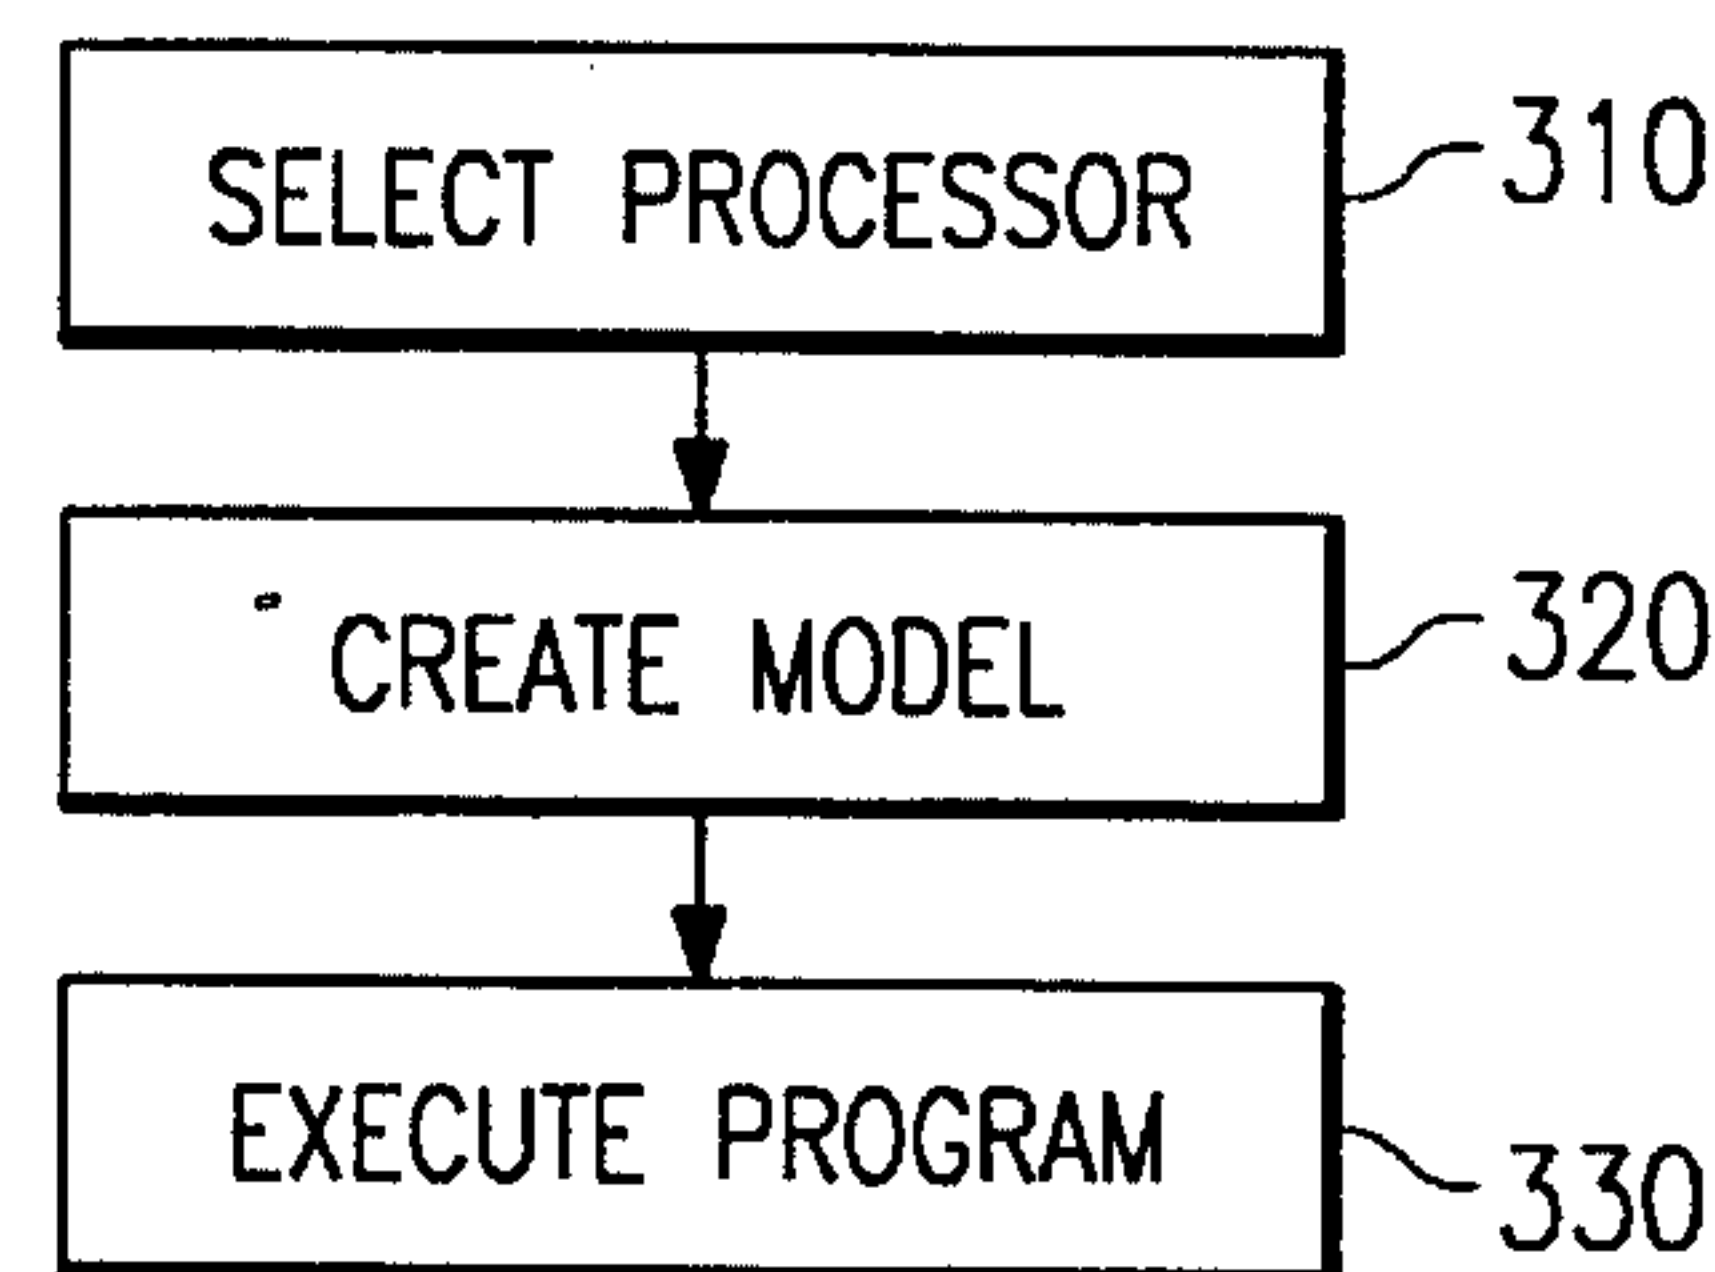 SELECT PROCESSOR
310
CREATE MODEL
320
EXECUTE PROGRAM
330